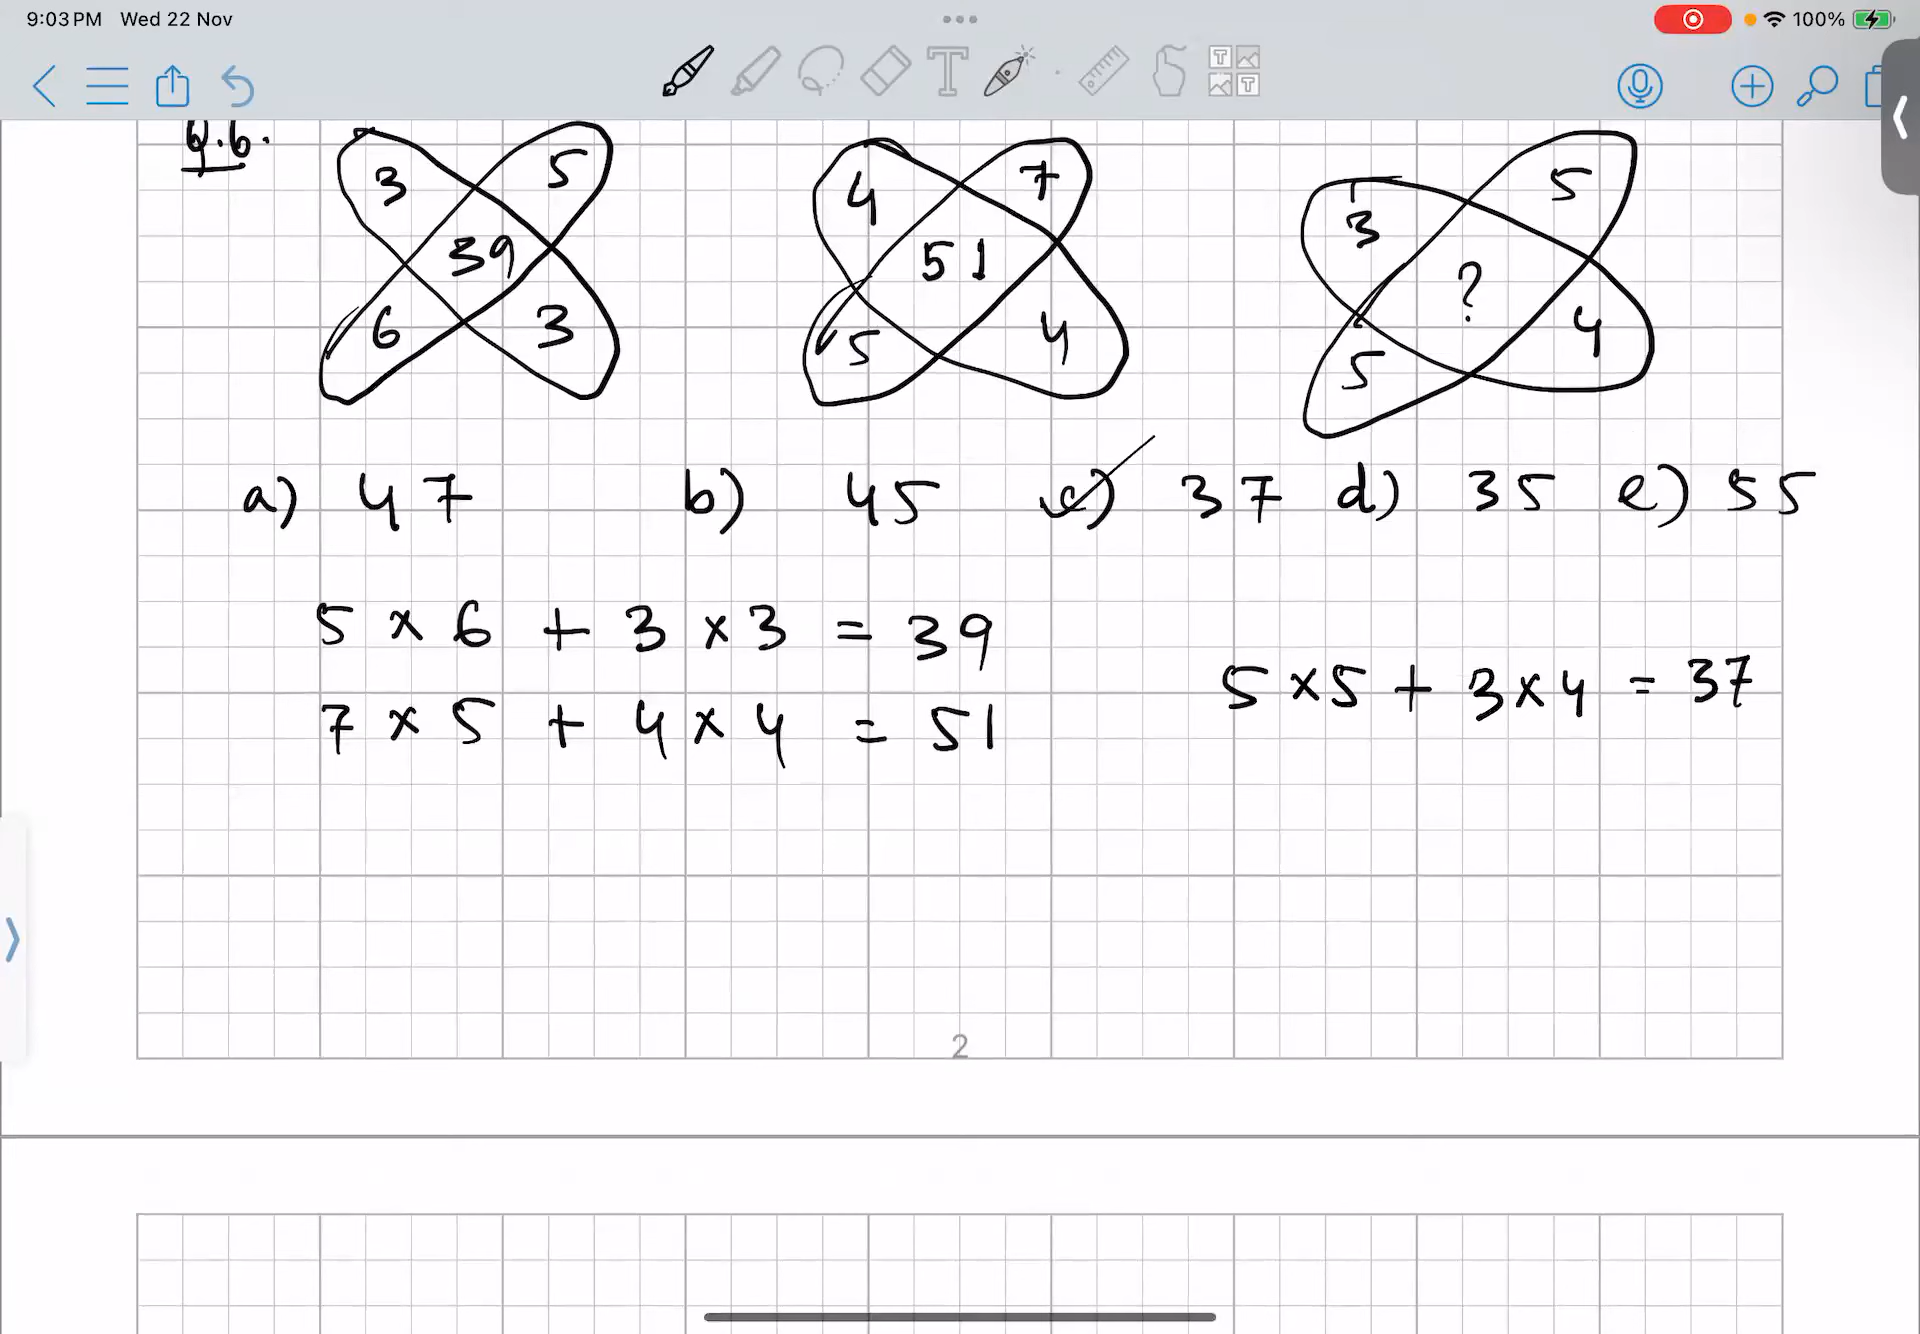 9:03 PM Wed 22 Nov
100%
Q.6.
3 5 39 6 3
4 7 51 5 4
3 5 ? 5 4
a) 47 b) 45 c) 37 d) 35 e) 55
5 × 6 + 3 × 3 = 39
7 × 5 + 4 × 4 = 51
5 × 5 + 3 × 4 = 37
2